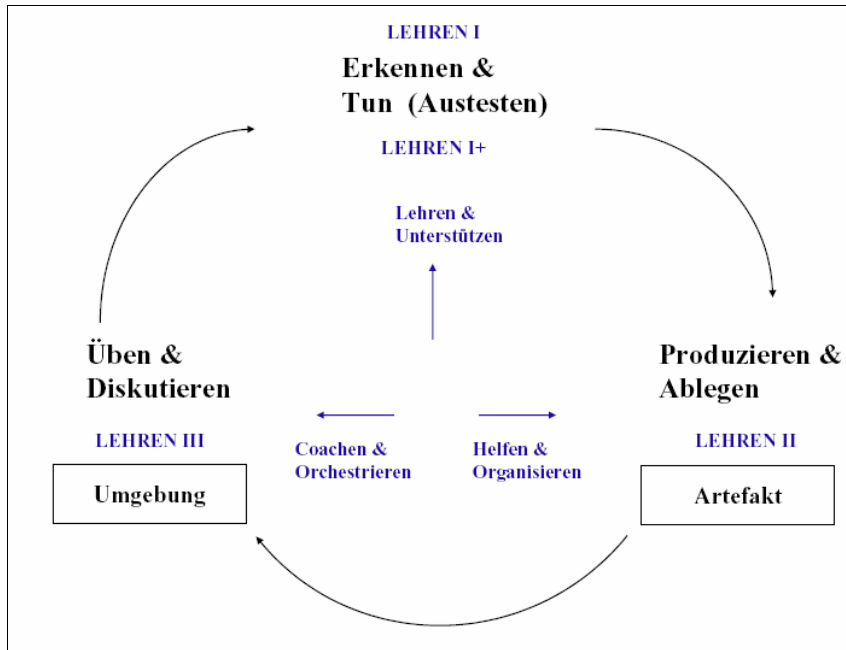 LEHREN I
Erkennen &
Tun (Austesten)
LEHREN I+
Lehren &
Unterstützen
Üben &
Diskutieren
LEHREN III
Umgebung
Coachen &
Orchestrieren
Helfen &
Organisieren
Produzieren &
Ablegen
LEHREN II
Artefakt